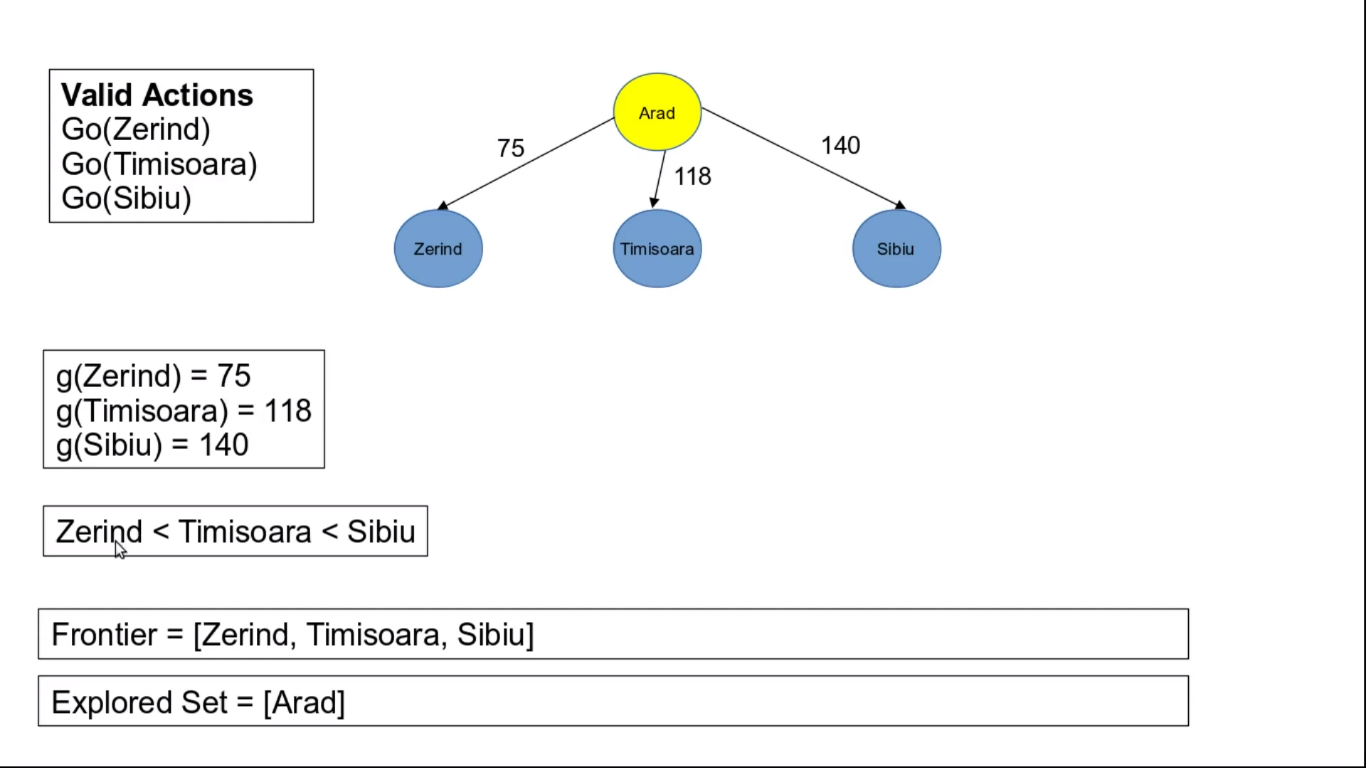 Valid Actions
Go(Zerind)
Go(Timisoara)
Go(Sibiu)
Arad
75
118
140
Zerind
Timisoara
Sibiu
g(Zerind) = 75
g(Timisoara) = 118
g(Sibiu) = 140
Zerind < Timisoara < Sibiu
Frontier = [Zerind, Timisoara, Sibiu]
Explored Set = [Arad]